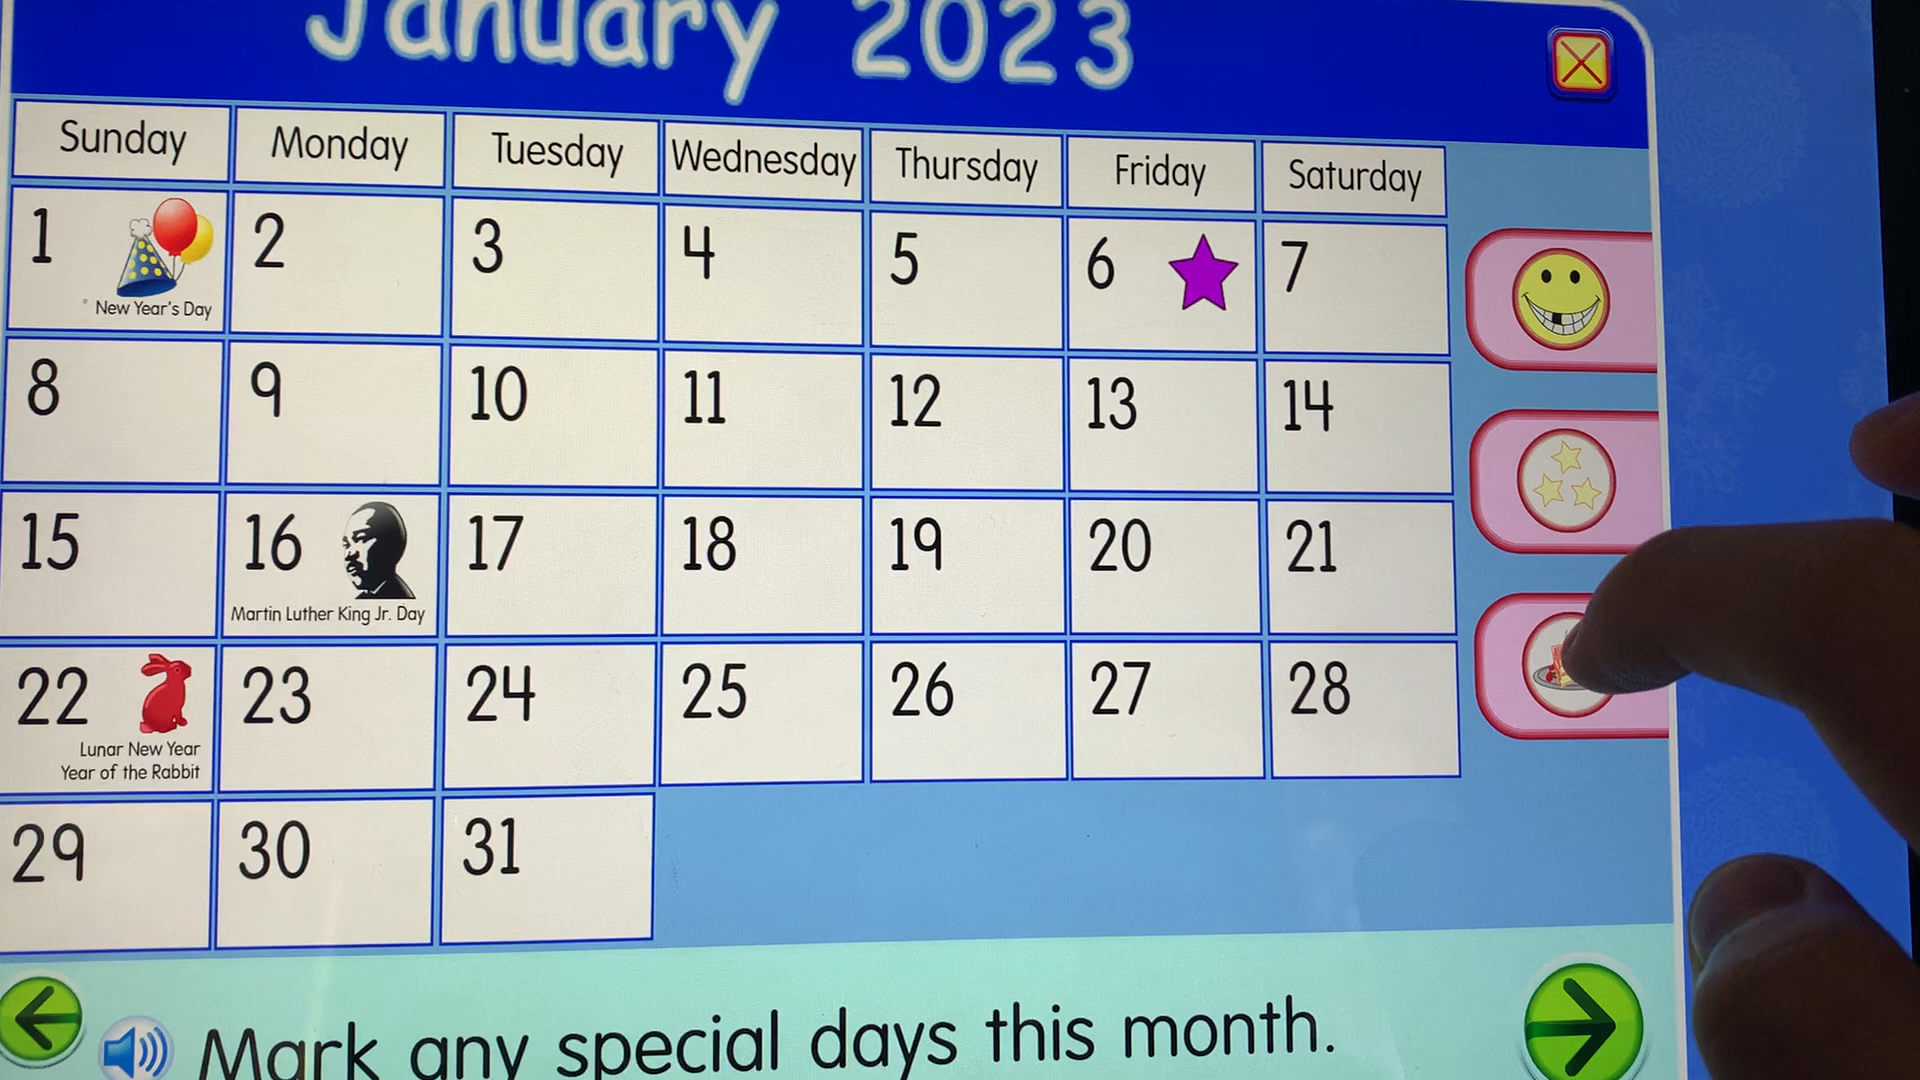 January 2023
Sunday Monday Tuesday Wednesday Thursday Friday Saturday
1 2 3 4 5 6 7
New Year's Day
8 9 10 11 12 13 14
15 16 17 18 19 20 21
Martin Luther King Jr. Day
22 23 24 25 26 27 28
Lunar New Year
Year of the Rabbit
29 30 31
Mark any special days this month.